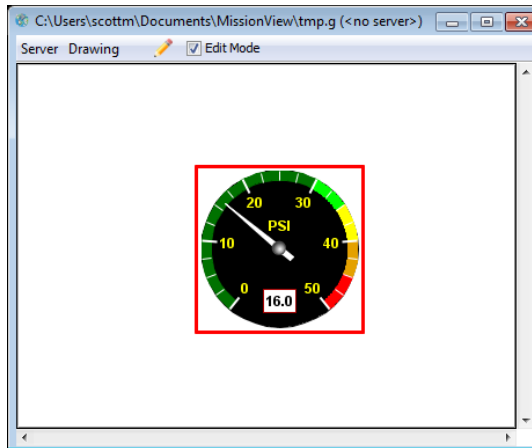 C:\Users\scottm\Documents\MissionView\tmp.g (<no server>)
Server Drawing Edit Mode
20 30
PSI
10 40
0 50
16.0